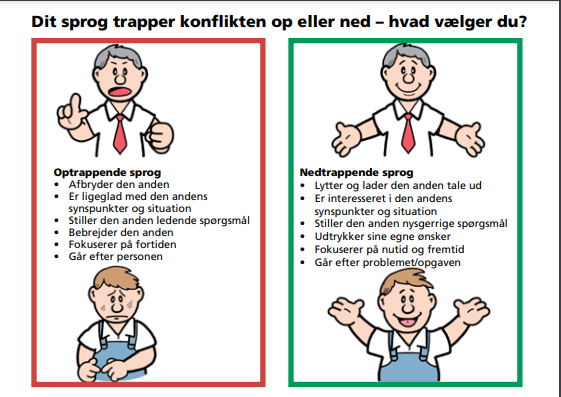 Dit sprog trapper konflikten op eller ned – hvad vælger du?
Optrappende sprog
• Afbryder den anden
• Er ligeglad med den andens
synspunkter og situation
• Stiller den anden ledende spørgsmål
• Bebrejder den anden
• Fokuserer på fortiden
• Går efter personen
Nedtrappende sprog
• Lytter og lader den anden tale ud
• Er interesseret i den andens
synspunkter og situation
• Stiller den anden nysgerrige spørgsmål
• Udtrykker sine egne ønsker
• Fokuserer på nutid og fremtid
• Går efter problemet/opgaven